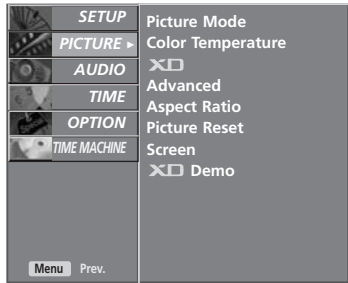 SETUP
PICTURE ►
AUDIO
TIME
OPTION
TIME MACHINE
Picture Mode
Color Temperature
XD
Advanced
Aspect Ratio
Picture Reset
Screen
XD Demo
Menu Prev.